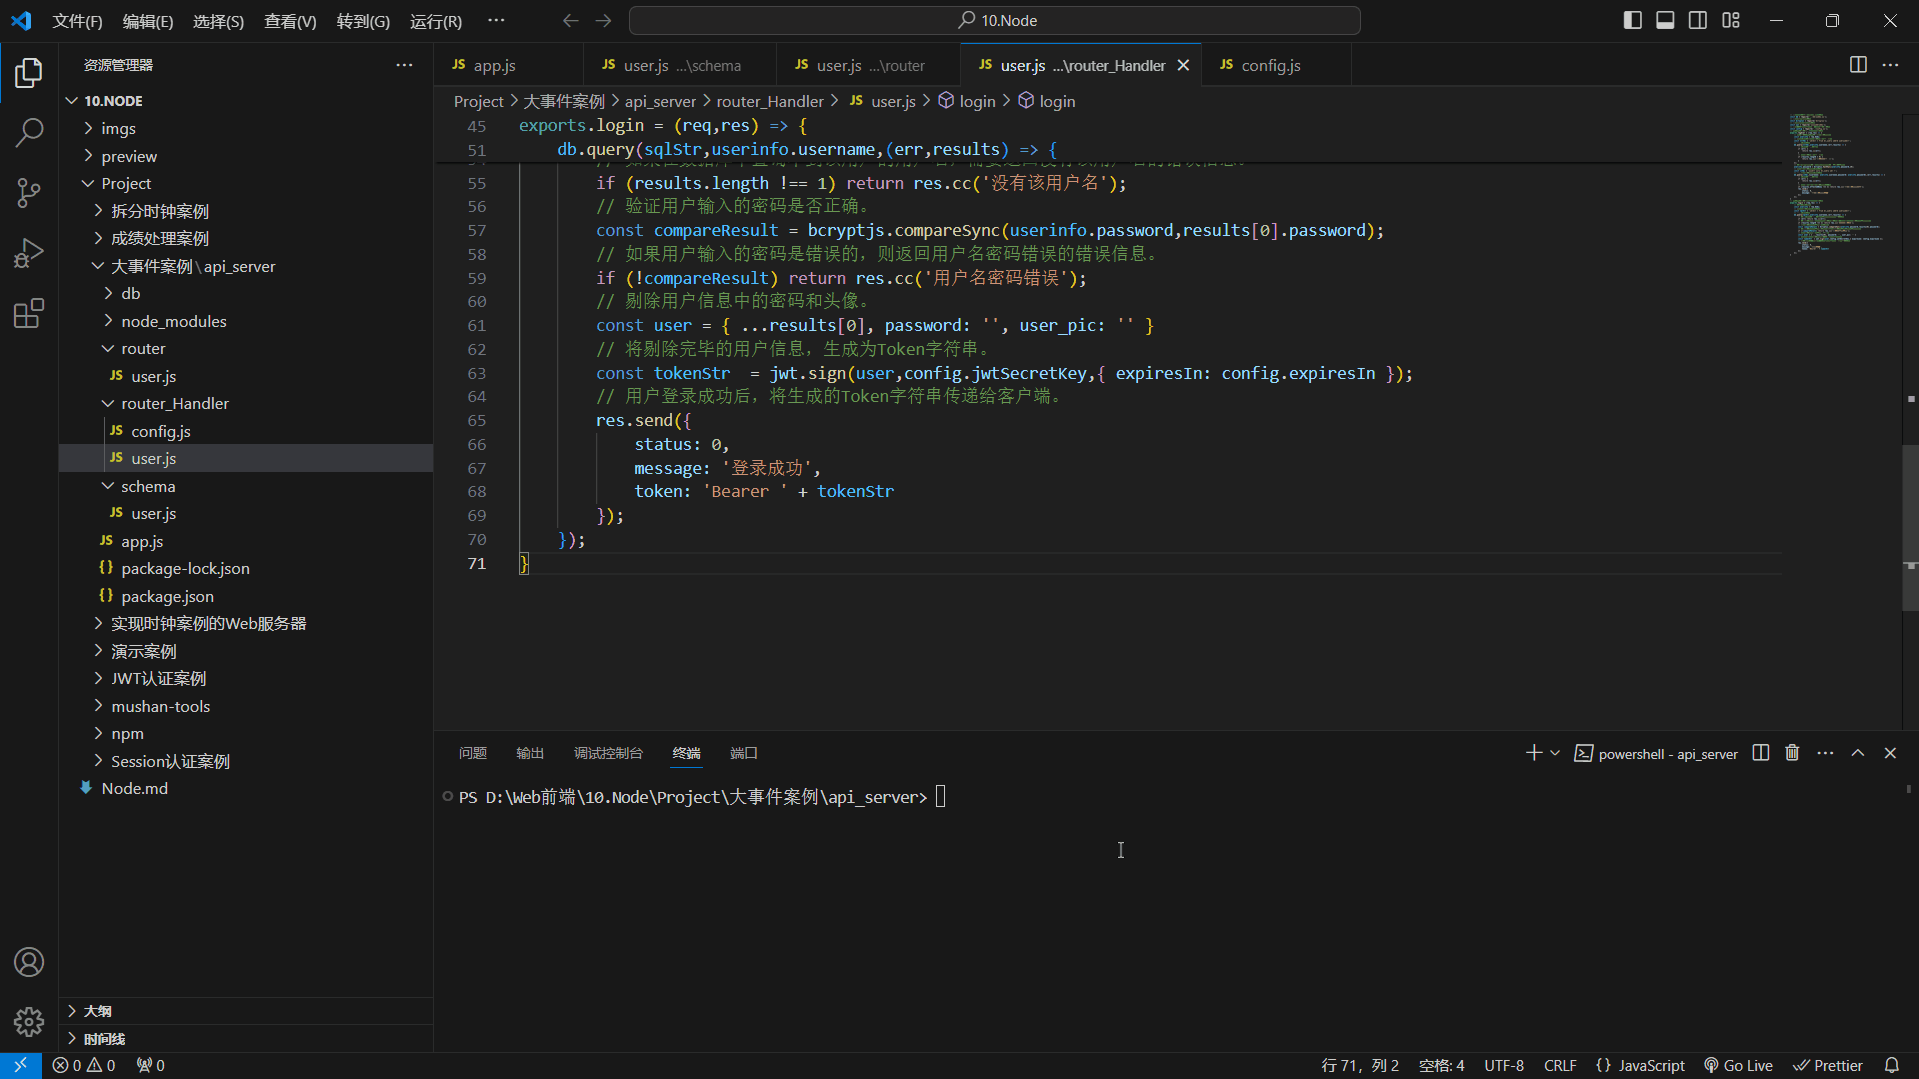 文件(F) 编辑(E) 选择(S) 查看(V) 转到(G) 运行(R) ··· 10.Node
资源管理器
10.NODE
imgs
preview
Project
拆分时钟案例
成绩处理案例
大事件案例\api_server
db
node_modules
router
JS user.js
router_Handler
JS config.js
JS user.js
schema
JS user.js
JS app.js
{} package-lock.json
{} package.json
实现时钟案例的Web服务器
演示案例
JWT认证案例
mushan-tools
npm
Session认证案例
Node.md
大纲
时间线
JS app.js JS user.js ...\schema JS user.js ...\router JS user.js ...\router_Handler JS config.js
Project > 大事件案例 > api_server > router_Handler > JS user.js > login > login
45 exports.login = (req,res) => {
51 db.query(sqlStr,userinfo.username,(err,results) => {
55 if (results.length !== 1) return res.cc('没有该用户名');
56 // 验证用户输入的密码是否正确。
57 const compareResult = bcryptjs.compareSync(userinfo.password,results[0].password);
58 // 如果用户输入的密码是错误的，则返回用户名密码错误的错误信息。
59 if (!compareResult) return res.cc('用户名密码错误');
60 // 剔除用户信息中的密码和头像。
61 const user = { ...results[0], password: '', user_pic: '' }
62 // 将剔除完毕的用户信息，生成为Token字符串。
63 const tokenStr  = jwt.sign(user,config.jwtSecretKey,{ expiresIn: config.expiresIn });
64 // 用户登录成功后，将生成的Token字符串传递给客户端。
65 res.send({
66 status: 0,
67 message: '登录成功',
68 token: 'Bearer ' + tokenStr
69 });
70 });
71 }
问题 输出 调试控制台 终端 端口 powershell - api_server
PS D:\Web前端\10.Node\Project\大事件案例\api_server>
0 0 0 行 71，列 2 空格: 4 UTF-8 CRLF {} JavaScript Go Live Prettier